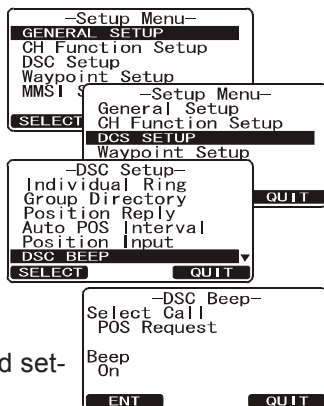 –Setup Menu–
GENERAL SETUP
CH Function Setup
DSC Setup
Waypoint Setup
MMSI S
SELECT
–Setup Menu–
General Setup
CH Function Setup
DCS SETUP
Waypoint Setup
QUIT
–DSC Setup–
Individual Ring
Group Directory
Position Reply
Auto POS Interval
Position Input
DSC BEEP
SELECT QUIT
–DSC Beep–
Select Call
POS Request
Beep
On
ENT QUIT
d set-